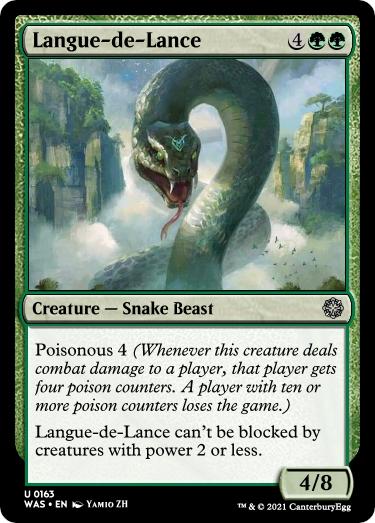 Langue-de-Lance 4
Creature — Snake Beast
Poisonous 4 (Whenever this creature deals
combat damage to a player, that player gets
four poison counters. A player with ten or
more poison counters loses the game.)
Langue-de-Lance can't be blocked by
creatures with power 2 or less.
4/8
U 0163
WAS • EN Yamio ZH
™ & © 2021 CanterburyEgg